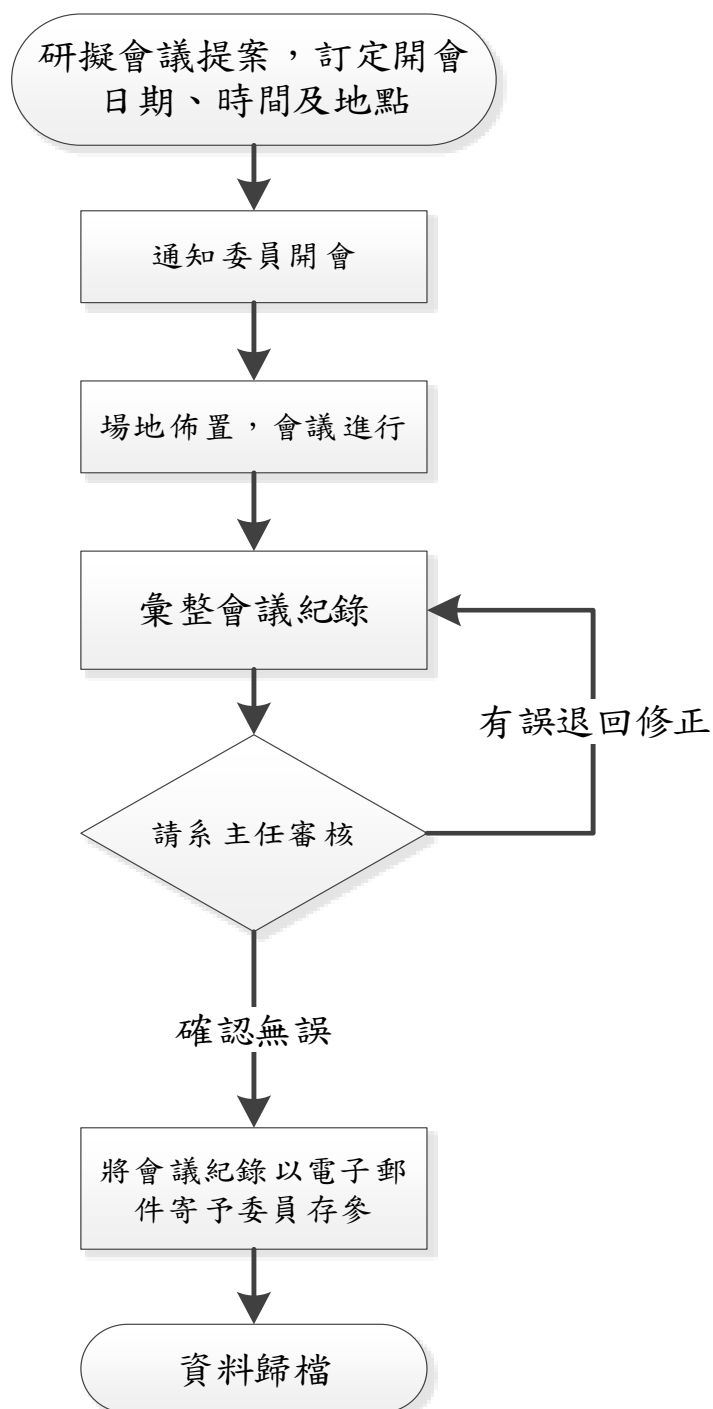 研擬會議提案，訂定開會
日期、時間及地點
通知委員開會
場地佈置，會議進行
彙整會議紀錄
有誤退回修正
請系主任審核
確認無誤
將會議紀錄以電子郵
件寄予委員存參
資料歸檔